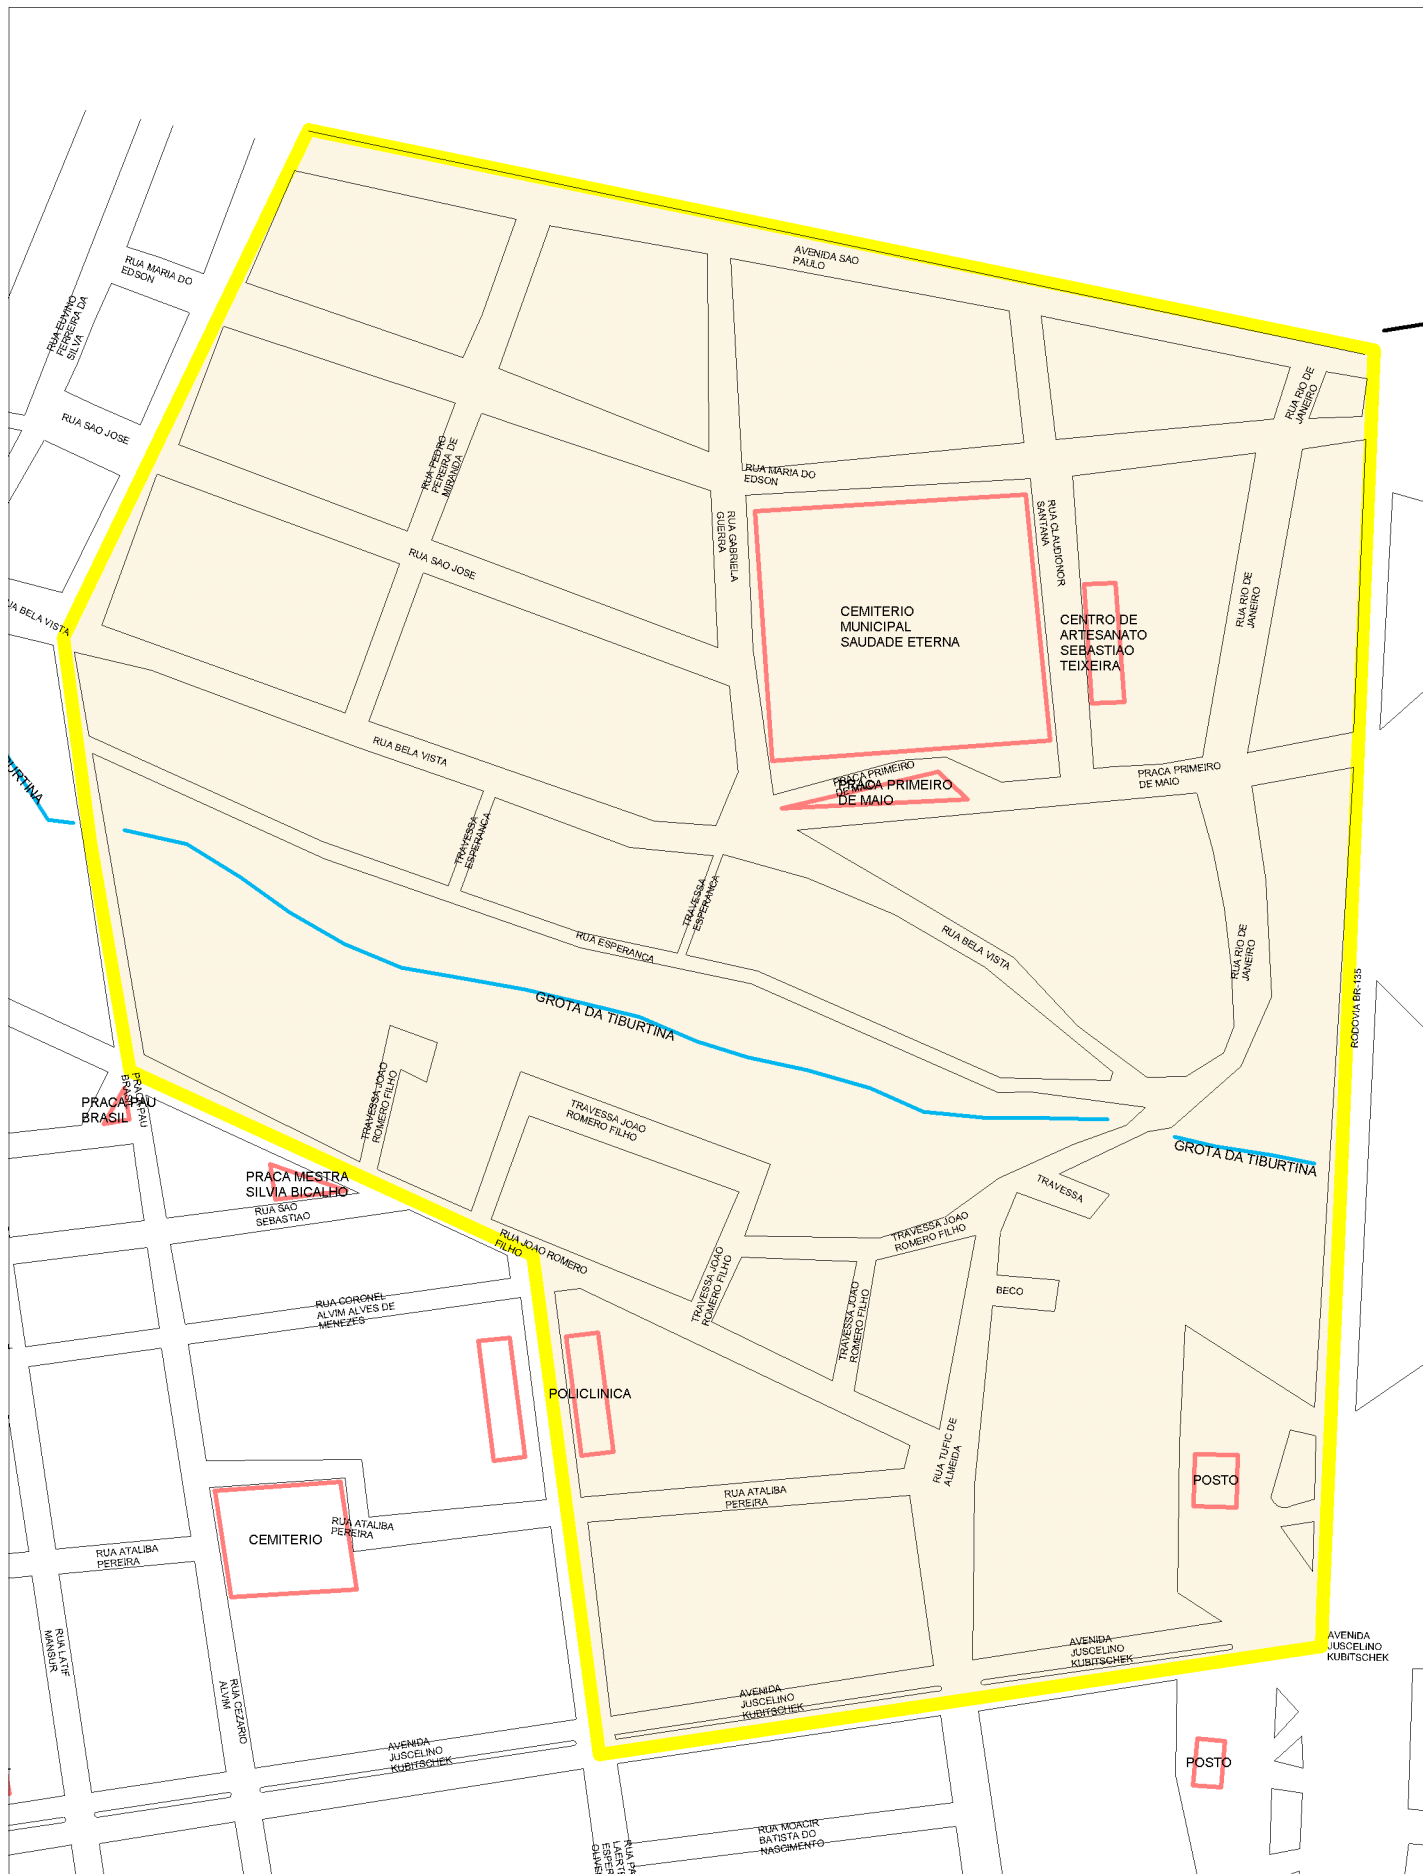 AVENIDA SAO
PAULO
RUA MARIA DO
EDSON
RUA EUVINO
FERREIRA DA
SILVA
RUA SAO JOSE
RUA RIO DE
JANEIRO
RUA PEDRO
PEREIRA DE
MIRANDA
RUA MARIA DO
EDSON
RUA GABRIELA
GUERRA
RUA CLAUDIONOR
SANTANA
RUA SAO JOSE
RUA RIO DE
JANEIRO
CEMITERIO
MUNICIPAL
SAUDADE ETERNA
CENTRO DE
ARTESANATO
SEBASTIAO
TEIXEIRA
BELA VISTA
RUA BELA VISTA
PRACA PRIMEIRO
DE MAIO
PRACA PRIMEIRO
DE MAIO
PRACA PRIMEIRO
DE MAIO
TRAVESSA
ESPERANCA
TRAVESSA
ESPERANCA
RUA ESPERANCA
RUA BELA VISTA
RUA RIO DE
JANEIRO
RODOVIA BR-135
GROTA DA TIBURTINA
GROTA DA TIBURTINA
PRACA PAU
BRASIL
PRACA PAU
BRASIL
TRAVESSA JOAO
ROMERO FILHO
TRAVESSA JOAO
ROMERO FILHO
PRACA MESTRA
SILVIA BICALHO
RUA SAO
SEBASTIAO
TRAVESSA
TRAVESSA JOAO
ROMERO FILHO
RUA JOAO ROMERO
FILHO
TRAVESSA JOAO
ROMERO FILHO
TRAVESSA JOAO
ROMERO FILHO
BECO
RUA CORONEL
ALVIM ALVES DE
MENEZES
POLICLINICA
RUA TUFIC DE
ALMEIDA
POSTO
RUA ATALIBA
PEREIRA
RUA ATALIBA
PEREIRA
CEMITERIO
RUA ATALIBA
PEREIRA
RUA LATIF
MANSUR
RUA CEZARIO
ALVIM
AVENIDA
JUSCELINO
KUBITSCHEK
AVENIDA
JUSCELINO
KUBITSCHEK
AVENIDA
JUSCELINO
KUBITSCHEK
AVENIDA
JUSCELINO
KUBITSCHEK
POSTO
RUA MOACIR
BATISTA DO
NASCIMENTO